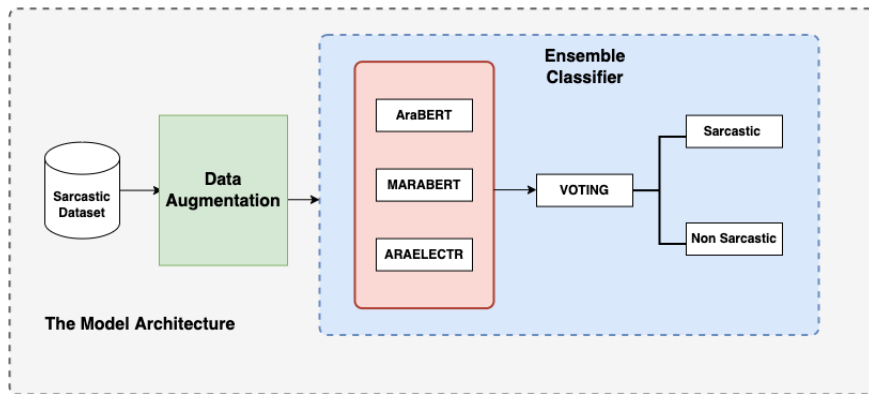 Ensemble
Classifier
AraBERT
Sarcastic
Data
Augmentation
Sarcastic
Dataset
MARABERT
VOTING
Non Sarcastic
ARAELECTR
The Model Architecture